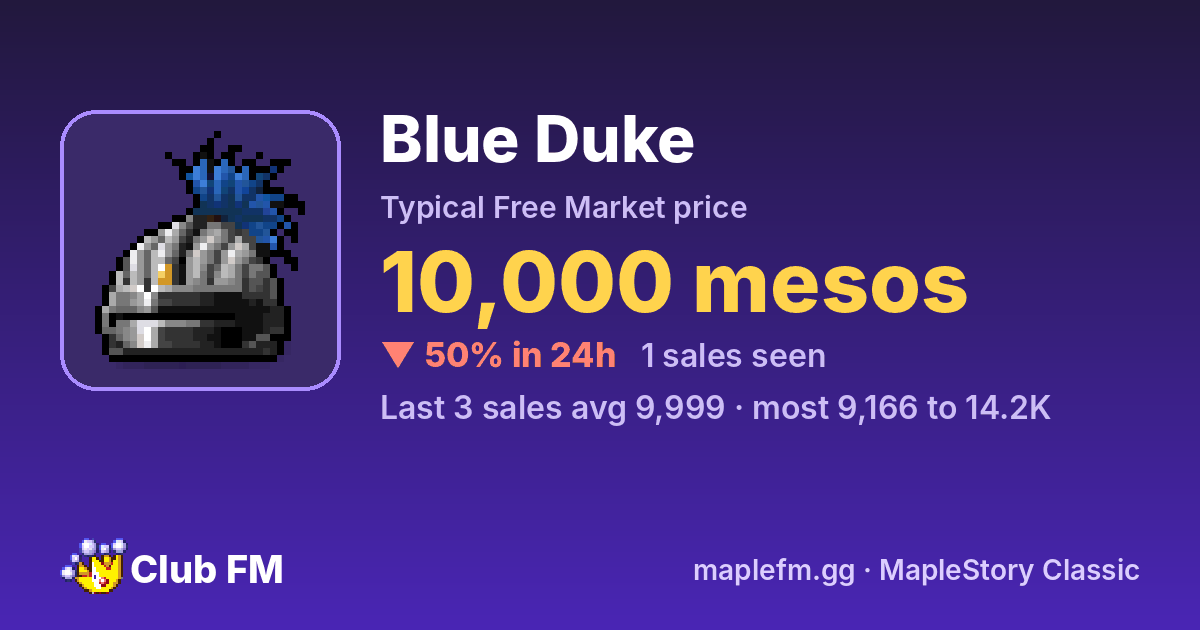 Blue Duke
Typical Free Market price
10,000 mesos
▼ 50% in 24h 1 sales seen
Last 3 sales avg 9,999 · most 9,166 to 14.2K
Club FM
maplefm.gg · MapleStory Classic